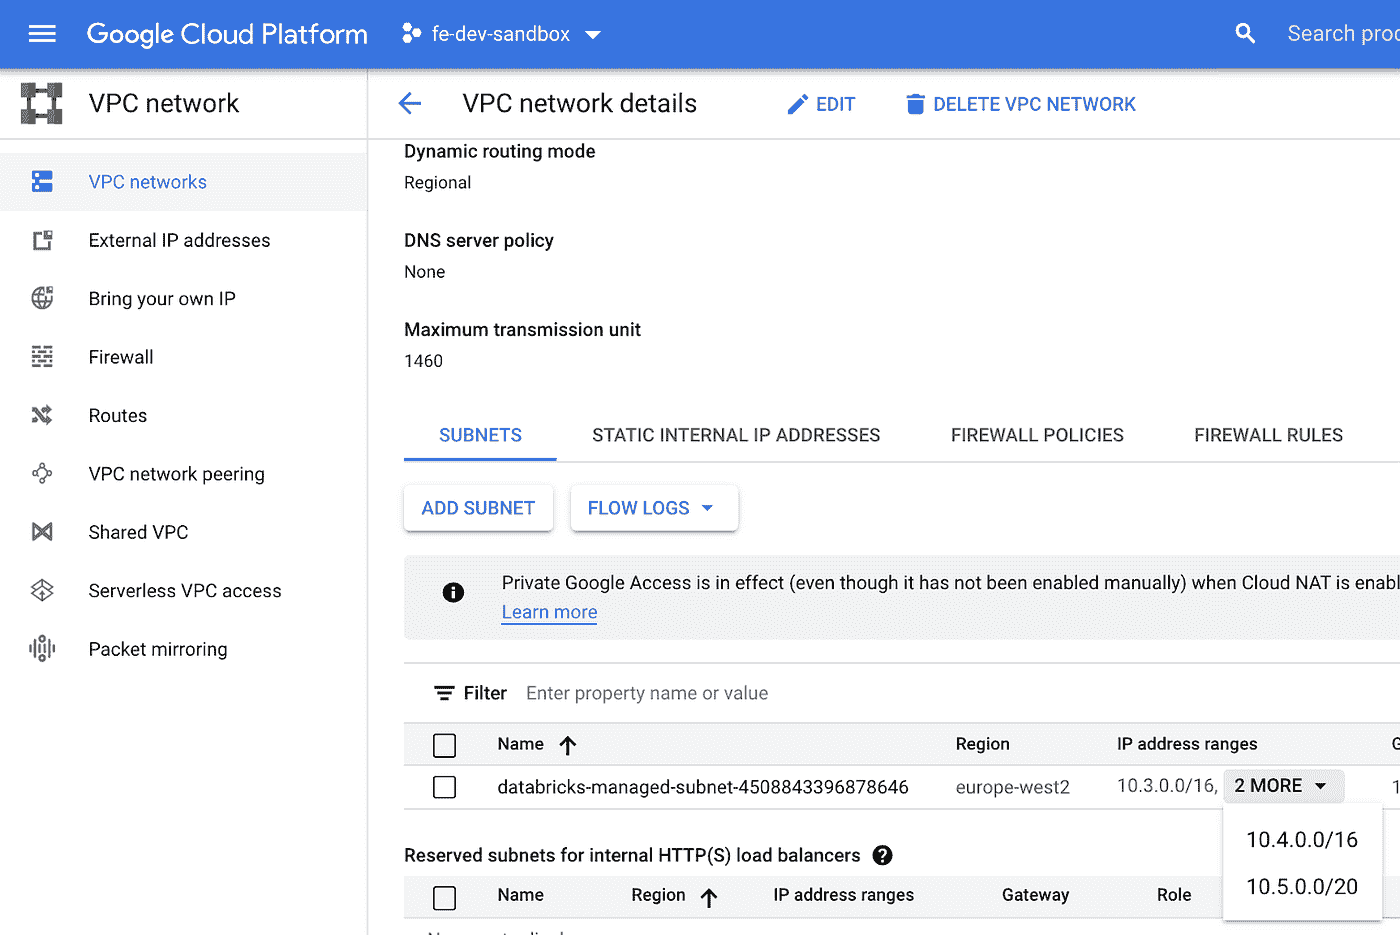 Google Cloud Platform
fe-dev-sandbox
Search
VPC network
VPC network details
EDIT
DELETE VPC NETWORK
VPC networks
External IP addresses
Bring your own IP
Firewall
Routes
VPC network peering
Shared VPC
Serverless VPC access
Packet mirroring
Dynamic routing mode
Regional
DNS server policy
None
Maximum transmission unit
1460
SUBNETS STATIC INTERNAL IP ADDRESSES FIREWALL POLICIES FIREWALL RULES
ADD SUBNET FLOW LOGS
Private Google Access is in effect (even though it has not been enabled manually) when Cloud NAT is
Learn more
Filter Enter property name or value
Name Region IP address ranges
databricks-managed-subnet-4508843396878646 europe-west2 10.3.0.0/16, 2 MORE
10.4.0.0/16
10.5.0.0/20
Reserved subnets for internal HTTP(S) load balancers
Name Region IP address ranges Gateway Role